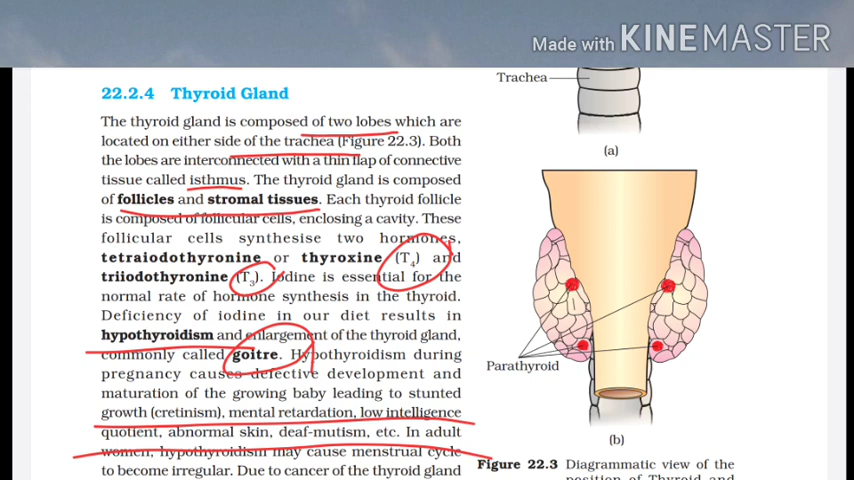 Made with KINEMASTER
22.2.4 Thyroid Gland
The thyroid gland is composed of two lobes which are
located on either side of the trachea (Figure 22.3). Both
the lobes are interconnected with a thin flap of connective
tissue called isthmus. The thyroid gland is composed
of follicles and stromal tissues. Each thyroid follicle
is composed of follicular cells, enclosing a cavity. These
follicular cells synthesise two hormones,
tetraiodothyronine or thyroxine (T4) and
triiodothyronine (T3). Iodine is essential for the
normal rate of hormone synthesis in the thyroid.
Deficiency of iodine in our diet results in
hypothyroidism and enlargement of the thyroid gland,
commonly called goitre. Hypothyroidism during
pregnancy causes defective development and
maturation of the growing baby leading to stunted
growth (cretinism), mental retardation, low intelligence
quotient, abnormal skin, deaf-mutism, etc. In adult
women, hypothyroidism may cause menstrual cycle
to become irregular. Due to cancer of the thyroid gland
Trachea
(a)
Parathyroid
(b)
Figure 22.3 Diagrammatic view of the
position of Thyroid and